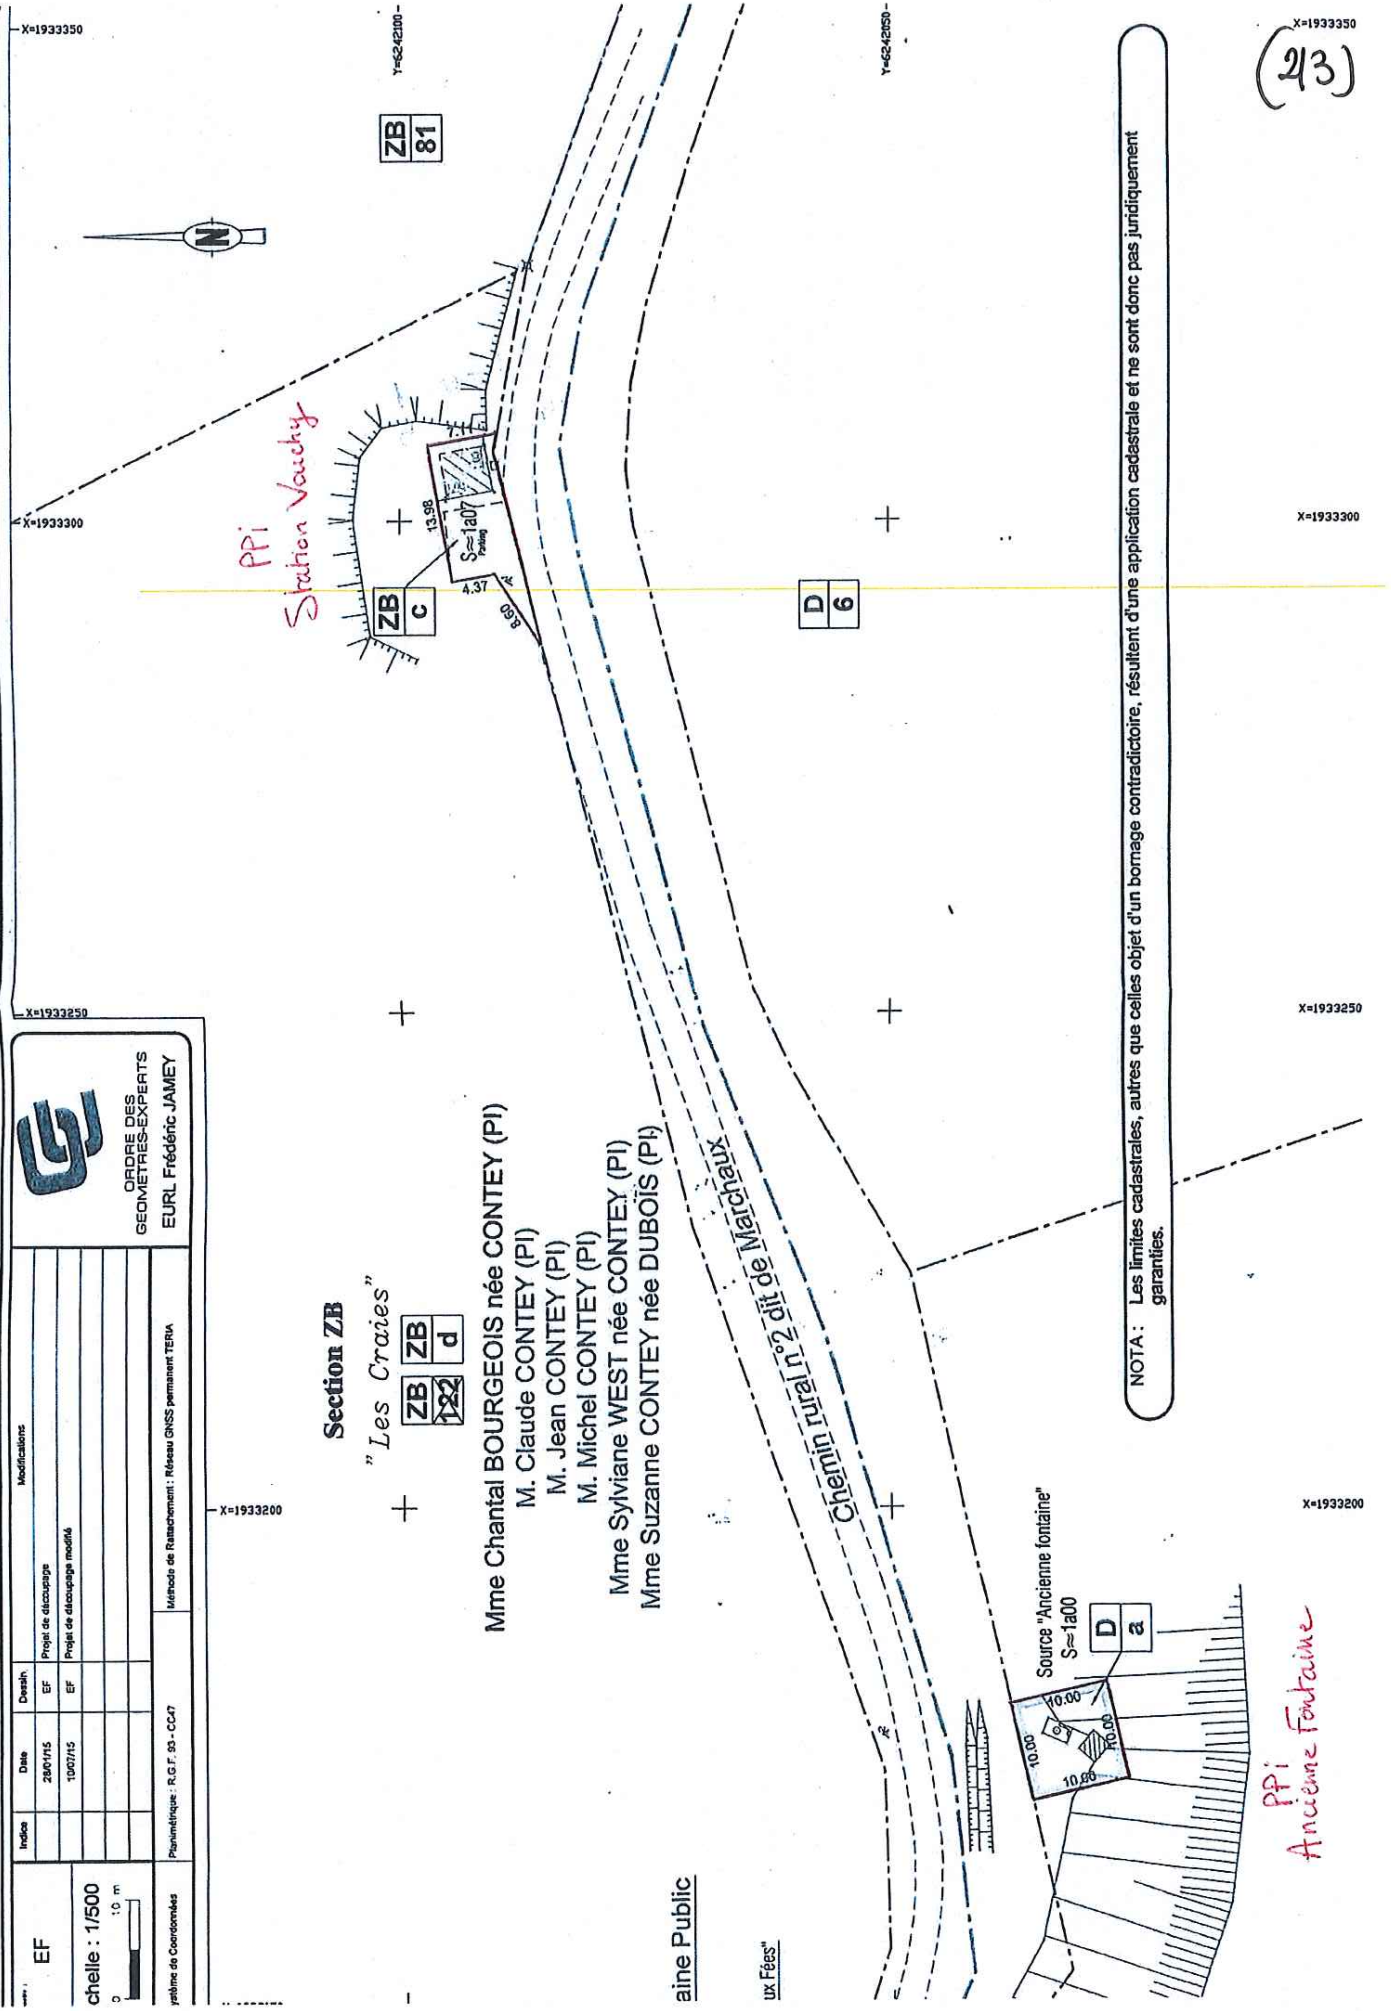 EF
chelle : 1/500
0 10 m
Indice Date Dessin Modifications
28/01/15 EF Projet de découpage
10/07/15 EF Projet de découpage modifié
ystème de Coordonnées
Planimétrique : R.G.F. 93 - CC47
Méthode de Rattachement : Réseau GNSS permanent TERIA
ORDRE DES
GEOMETRES-EXPERTS
EURL Frédéric JAMEY
X=1933200
X=1933250
X=1933300
X=1933350
Y=6242100
Y=6242050
N
ZB
81
PPi
Station Vauchy
ZB
c
13.98
S≈1a07
Parking
4.37
8.60
D
6
Section ZB
"Les Craies"
ZB
122
ZB
d
Mme Chantal BOURGEOIS née CONTEY (PI)
M. Claude CONTEY (PI)
M. Jean CONTEY (PI)
M. Michel CONTEY (PI)
Mme Sylviane WEST née CONTEY (PI)
Mme Suzanne CONTEY née DUBOIS (PI)
Chemin rural n°2 dit de Marchaux
aine Public
ux Fées"
Source "Ancienne fontaine"
S≈1a00
D
a
10.00
10.00
10.00
10.00
PPi
Ancienne Fontaine
NOTA : Les limites cadastrales, autres que celles objet d'un bornage contradictoire, résultent d'une application cadastrale et ne sont donc pas juridiquement
garanties.
X=1933200
X=1933250
X=1933300
X=1933350
(2/3)